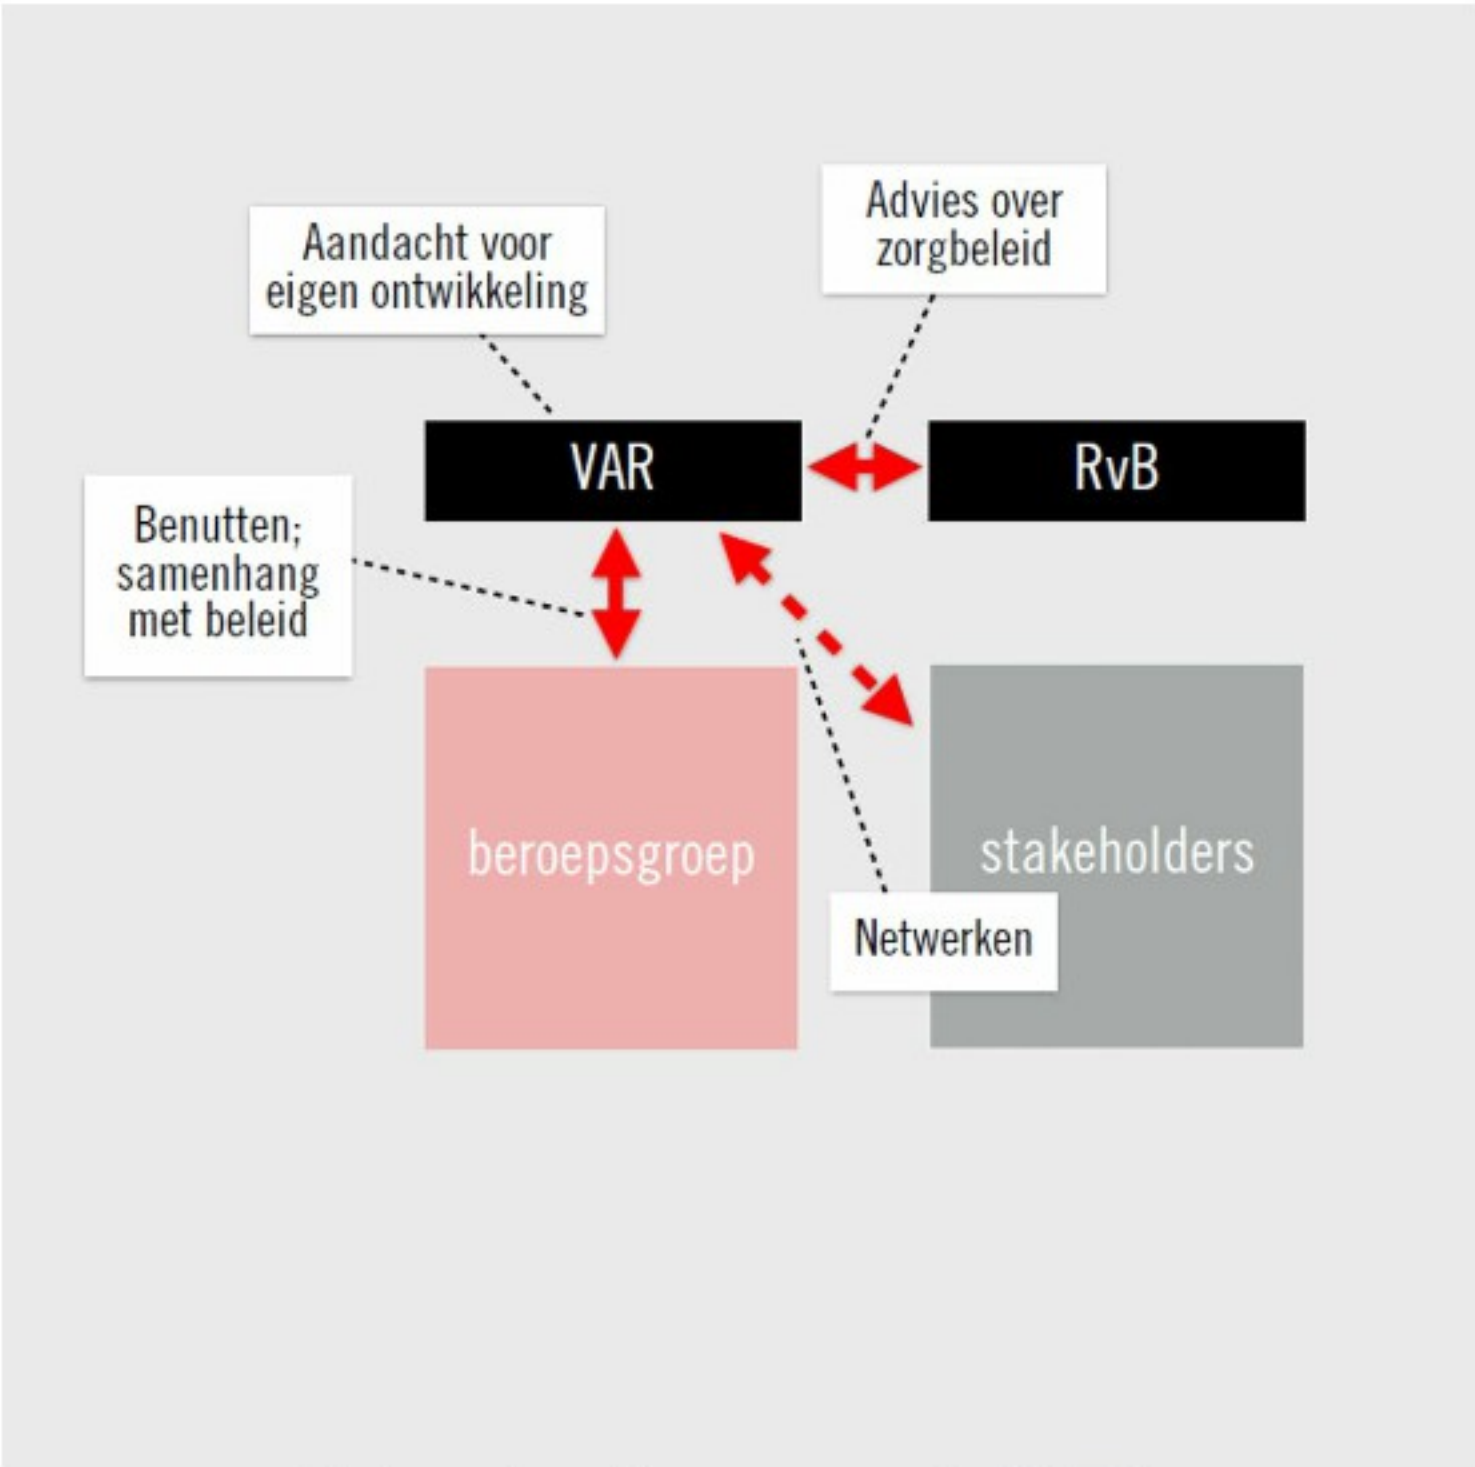 Advies over
zorgbeleid
Aandacht voor
eigen ontwikkeling
VAR
RvB
Benutten;
samenhang
met beleid
beroepsgroep
stakeholders
Netwerken